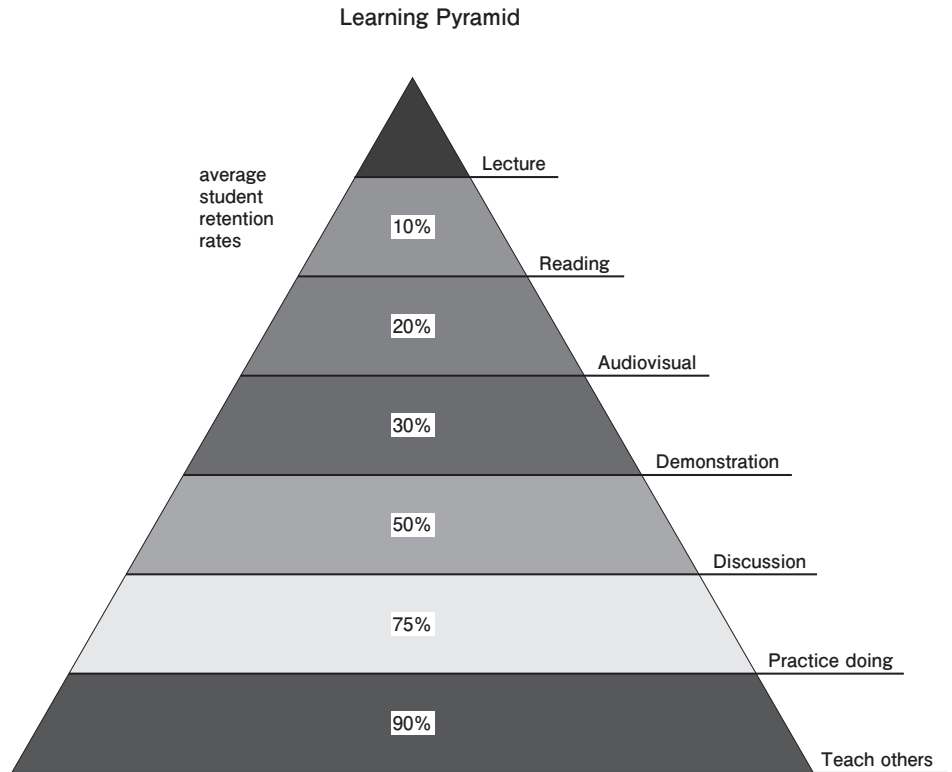 Learning Pyramid
average
student
retention
rates
Lecture
10%
Reading
20%
Audiovisual
30%
Demonstration
50%
Discussion
75%
Practice doing
90%
Teach others